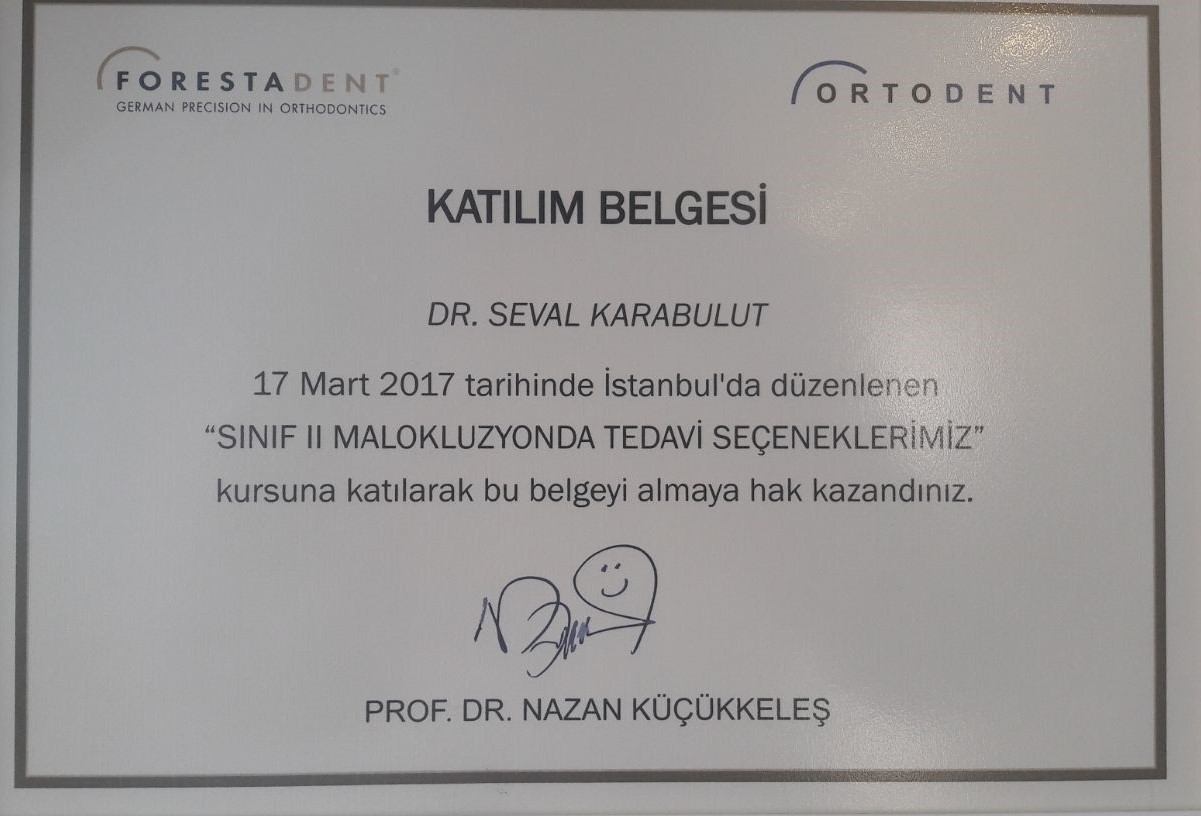 FORESTADENT®
GERMAN PRECISION IN ORTHODONTICS
ORTODENT
KATILIM BELGESİ
DR. SEVAL KARABULUT
17 Mart 2017 tarihinde İstanbul'da düzenlenen
“SINIF II MALOKLUZYONDA TEDAVİ SEÇENEKLERİMİZ”
kursuna katılarak bu belgeyi almaya hak kazandınız.
PROF. DR. NAZAN KÜÇÜKKELEŞ